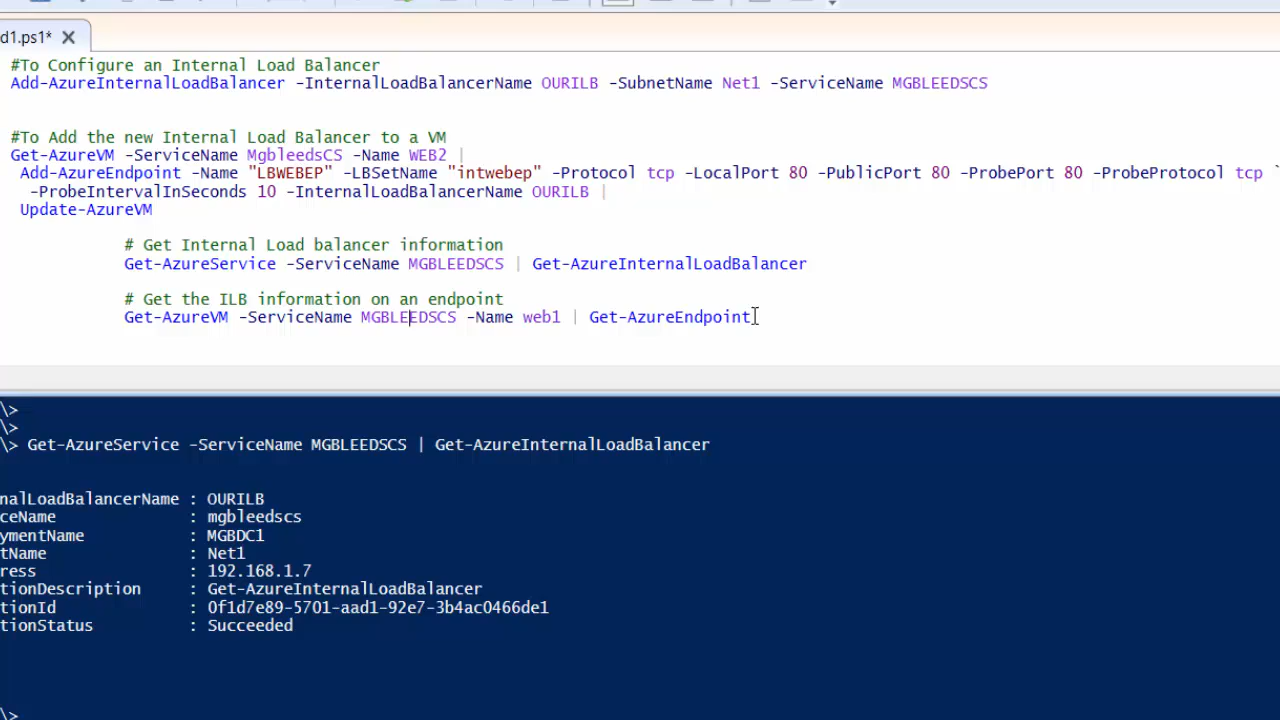 d1.ps1*
#To Configure an Internal Load Balancer
Add-AzureInternalLoadBalancer -InternalLoadBalancerName OURILB -SubnetName Net1 -ServiceName MGBLEEDSCS
#To Add the new Internal Load Balancer to a VM
Get-AzureVM -ServiceName MgbleedsCS -Name WEB2 |
Add-AzureEndpoint -Name "LBWEBEP" -LBSetName "intwebep" -Protocol tcp -LocalPort 80 -PublicPort 80 -ProbePort 80 -ProbeProtocol tcp `
-ProbeIntervalInSeconds 10 -InternalLoadBalancerName OURILB |
Update-AzureVM
# Get Internal Load balancer information
Get-AzureService -ServiceName MGBLEEDSCS | Get-AzureInternalLoadBalancer
# Get the ILB information on an endpoint
Get-AzureVM -ServiceName MGBLEEDSCS -Name web1 | Get-AzureEndpoint
\>
\>
\> Get-AzureService -ServiceName MGBLEEDSCS | Get-AzureInternalLoadBalancer
nalLoadBalancerName : OURILB
ceName : mgbleedscs
ymentName : MGBDC1
tName : Net1
ress : 192.168.1.7
tionDescription : Get-AzureInternalLoadBalancer
tionId : 0f1d7e89-5701-aad1-92e7-3b4ac0466de1
tionStatus : Succeeded
\>